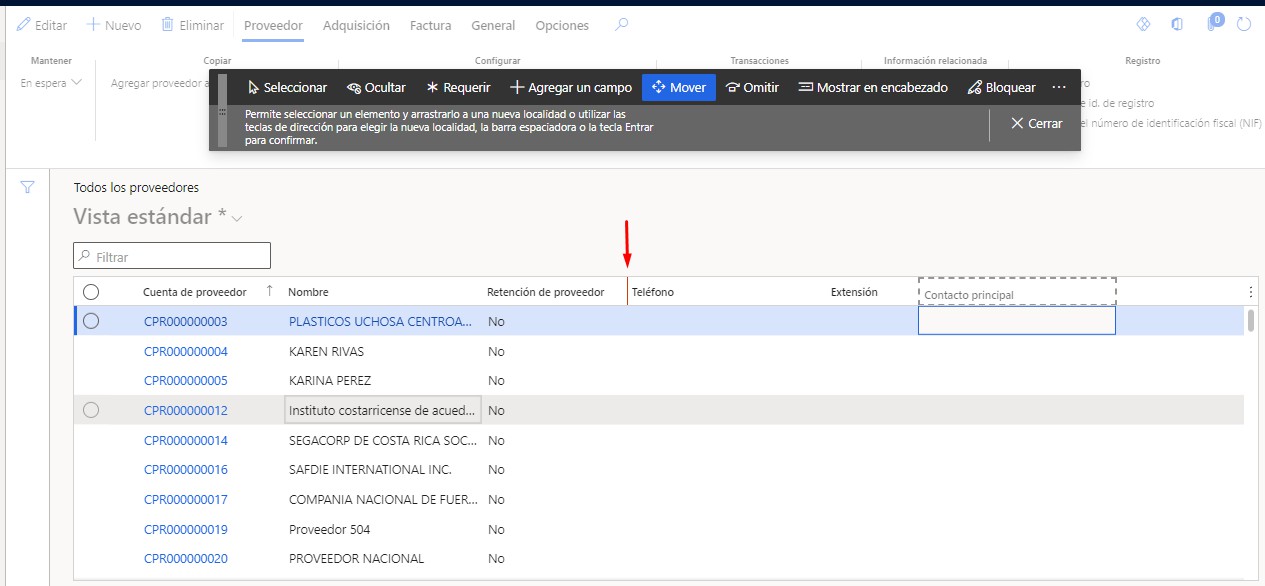 Editar Nuevo Eliminar Proveedor Adquisición Factura General Opciones 0
Mantener Copiar Configurar Transacciones Información relacionada Registro
En espera Agregar proveedor a
Seleccionar Ocultar Requerir Agregar un campo Mover Omitir Mostrar en encabezado Bloquear ...
Permite seleccionar un elemento y arrastrarlo a una nueva localidad o utilizar las
teclas de dirección para elegir la nueva localidad, la barra espaciadora o la tecla Entrar
para confirmar.
Cerrar
ro
e id. de registro
el número de identificación fiscal (NIF)
Todos los proveedores
Vista estándar *
Filtrar
Cuenta de proveedor ↑ Nombre Retención de proveedor Teléfono Extensión Contacto principal
CPR000000003 PLASTICOS UCHOSA CENTROA... No
CPR000000004 KAREN RIVAS No
CPR000000005 KARINA PEREZ No
CPR000000012 Instituto costarricense de acued... No
CPR000000014 SEGACORP DE COSTA RICA SOC... No
CPR000000016 SAFDIE INTERNATIONAL INC. No
CPR000000017 COMPANIA NACIONAL DE FUER... No
CPR000000019 Proveedor 504 No
CPR000000020 PROVEEDOR NACIONAL No